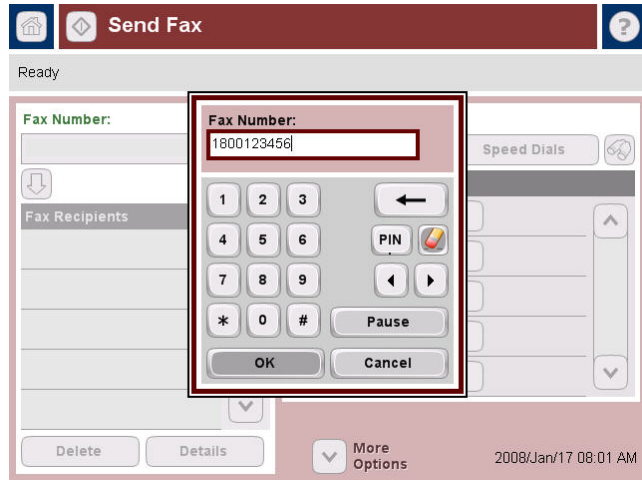 Send Fax
?
Ready
Fax Number:
Speed Dials
Fax Recipients
Fax Number:
1800123456
1 2 3
4 5 6 PIN
7 8 9
* 0 # Pause
OK Cancel
Delete Details
More
Options
2008/Jan/17 08:01 AM